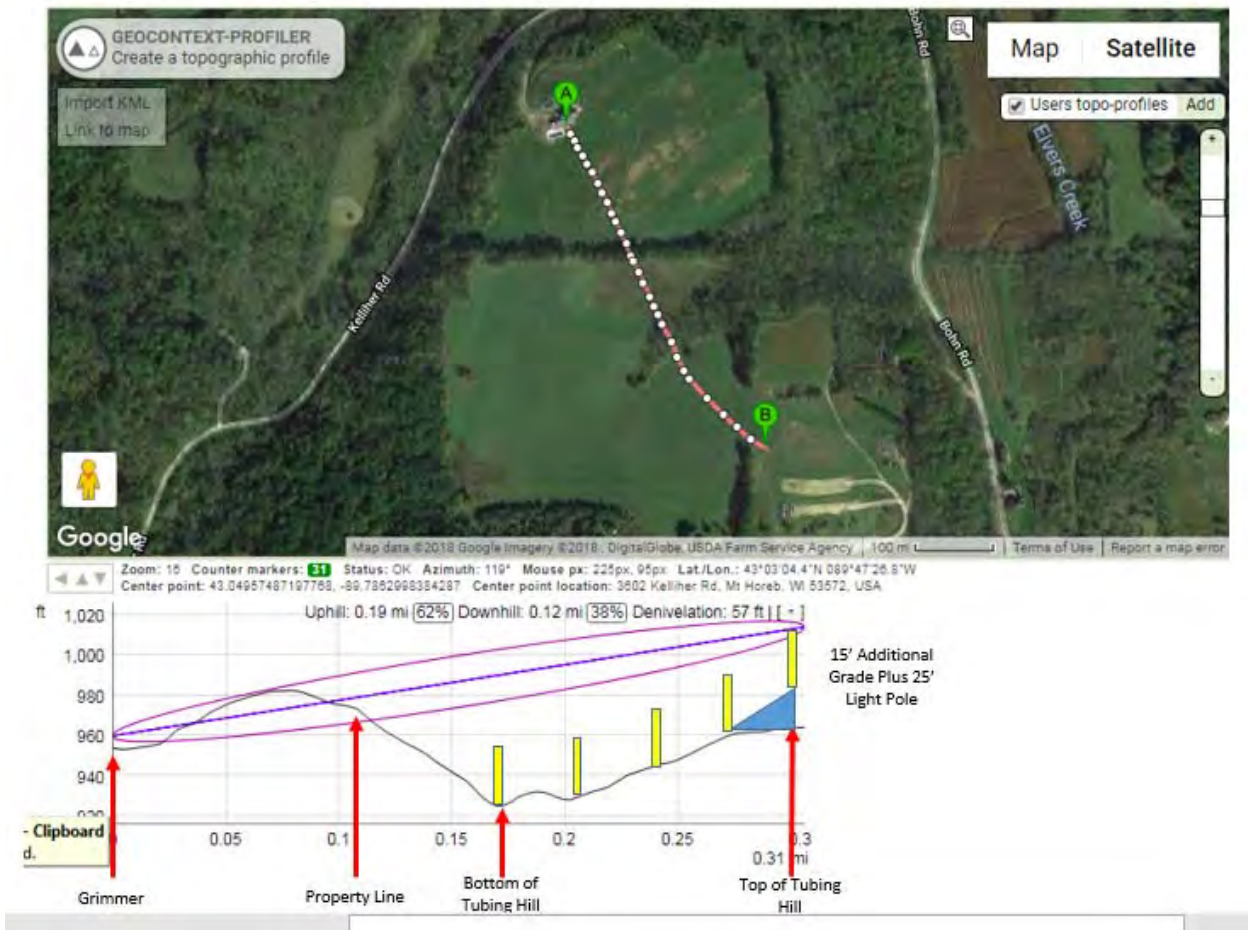 GEOCONTEXT-PROFILER
Create a topographic profile
Import KML
Link to map
Map Satellite
Users topo-profiles Add
+
-
A
B
Bohn Rd
Elvers Creek
Kelliher Rd
Bohn Rd
Rd
Google
Map data ©2018 Google Imagery ©2018 , DigitalGlobe, USDA Farm Service Agency 100 m Terms of Use Report a map error
Zoom: 16 Counter markers: 31 Status: OK Azimuth: 119° Mouse px: 225px, 95px Lat./Lon.: 43°03'04.4"N 089°47'26.8"W
Center point: 43.04957487197768, -89.7862998384287 Center point location: 3602 Kelliher Rd, Mt Horeb, WI 53572, USA
Uphill: 0.19 mi 62% Downhill: 0.12 mi 38% Denivelation: 57 ft | [ - ]
ft
1,020
1,000
980
960
940
920
0.05
0.1
0.15
0.2
0.25
0.3
0.31 mi
15' Additional
Grade Plus 25'
Light Pole
- Clipboard
d.
Grimmer
Property Line
Bottom of
Tubing Hill
Top of Tubing
Hill